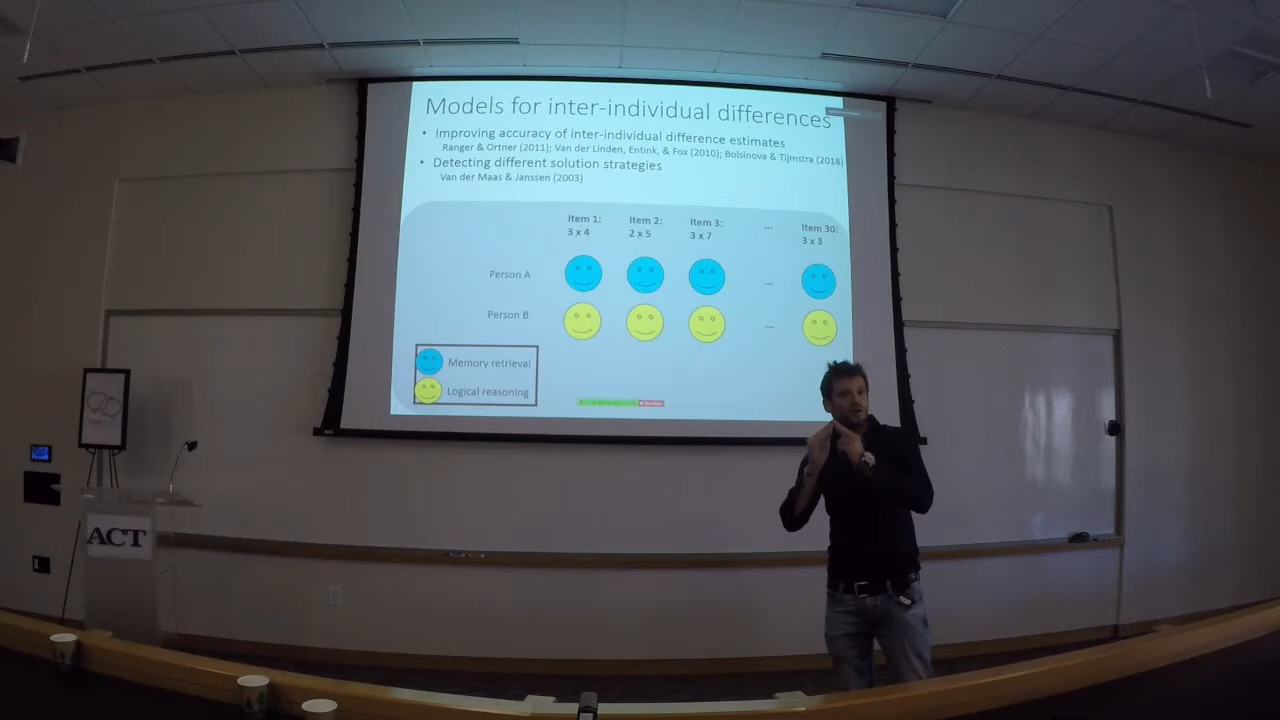 Models for inter-individual differences
• Improving accuracy of inter-individual difference estimates
Ranger & Ortner (2011); Van der Linden, Entink, & Fox (2010); Bolsinova & Tijmstra (2018)
• Detecting different solution strategies
Van der Maas & Janssen (2003)
Item 1: Item 2: Item 3: ... Item 30:
3 x 4 2 x 5 3 x 7 3 x 3
Person A ...
Person B ...
Memory retrieval
Logical reasoning
ACT